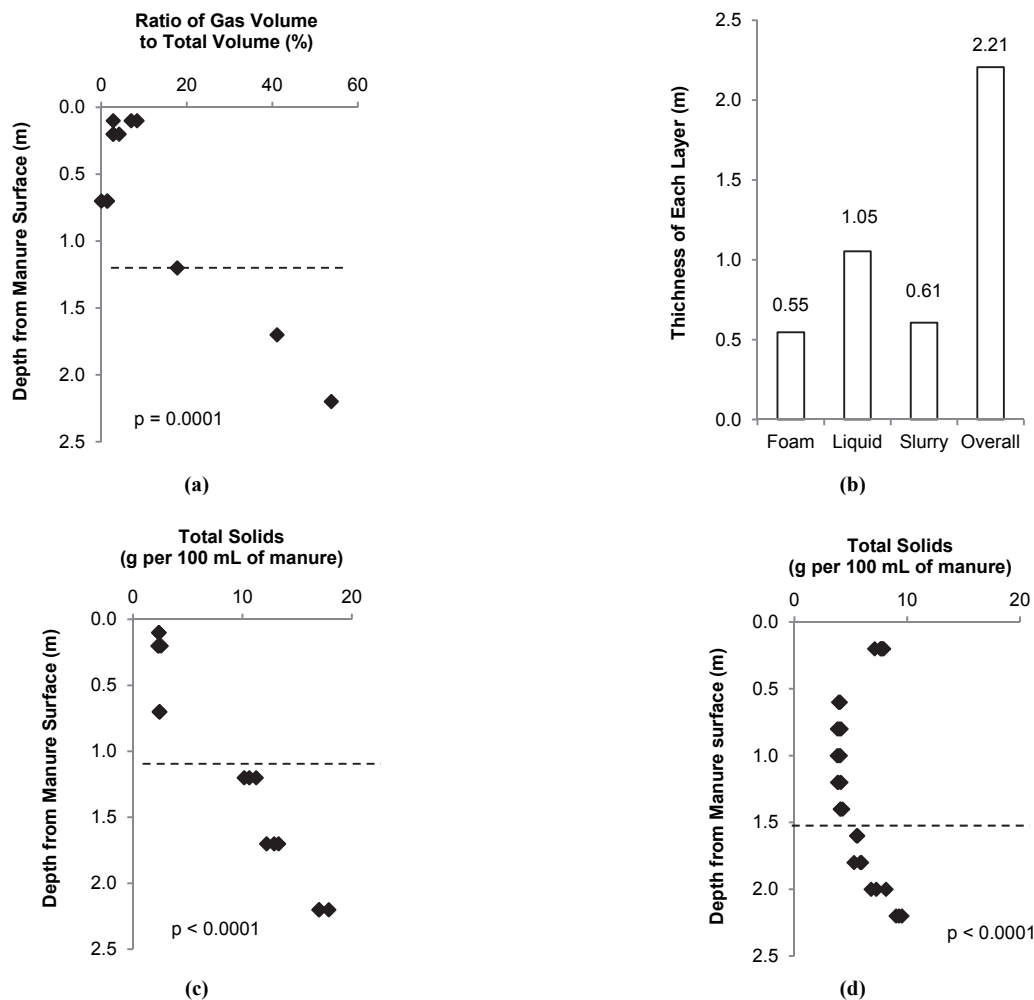 Ratio of Gas Volume
to Total Volume (%)
0 20 40 60
0.0
0.5
1.0
1.5
2.0
2.5
Depth from Manure Surface (m)
p = 0.0001
(a)
2.5
2.0
1.5
1.0
0.5
0.0
Thichness of Each Layer (m)
0.55
1.05
0.61
2.21
Foam Liquid Slurry Overall
(b)
Total Solids
(g per 100 mL of manure)
0 10 20
0.0
0.5
1.0
1.5
2.0
2.5
Depth from Manure Surface (m)
p < 0.0001
(c)
Total Solids
(g per 100 mL of manure)
0 10 20
0.0
0.5
1.0
1.5
2.0
2.5
Depth from Manure surface (m)
p < 0.0001
(d)